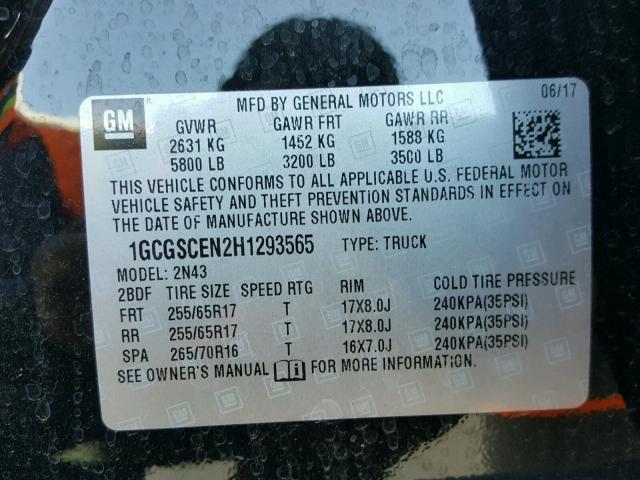 GM
MFD BY GENERAL MOTORS LLC 06/17
GVWR GAWR FRT GAWR RR
2631 KG 1452 KG 1588 KG
5800 LB 3200 LB 3500 LB
THIS VEHICLE CONFORMS TO ALL APPLICABLE U.S. FEDERAL MOTOR
VEHICLE SAFETY AND THEFT PREVENTION STANDARDS IN EFFECT ON
THE DATE OF MANUFACTURE SHOWN ABOVE.
1GCGSCEN2H1293565 TYPE: TRUCK
MODEL: 2N43
2BDF TIRE SIZE SPEED RTG RIM COLD TIRE PRESSURE
FRT 255/65R17 T 17X8.0J 240KPA(35PSI)
RR 255/65R17 T 17X8.0J 240KPA(35PSI)
SPA 265/70R16 T 16X7.0J 240KPA(35PSI)
SEE OWNER'S MANUAL FOR MORE INFORMATION.